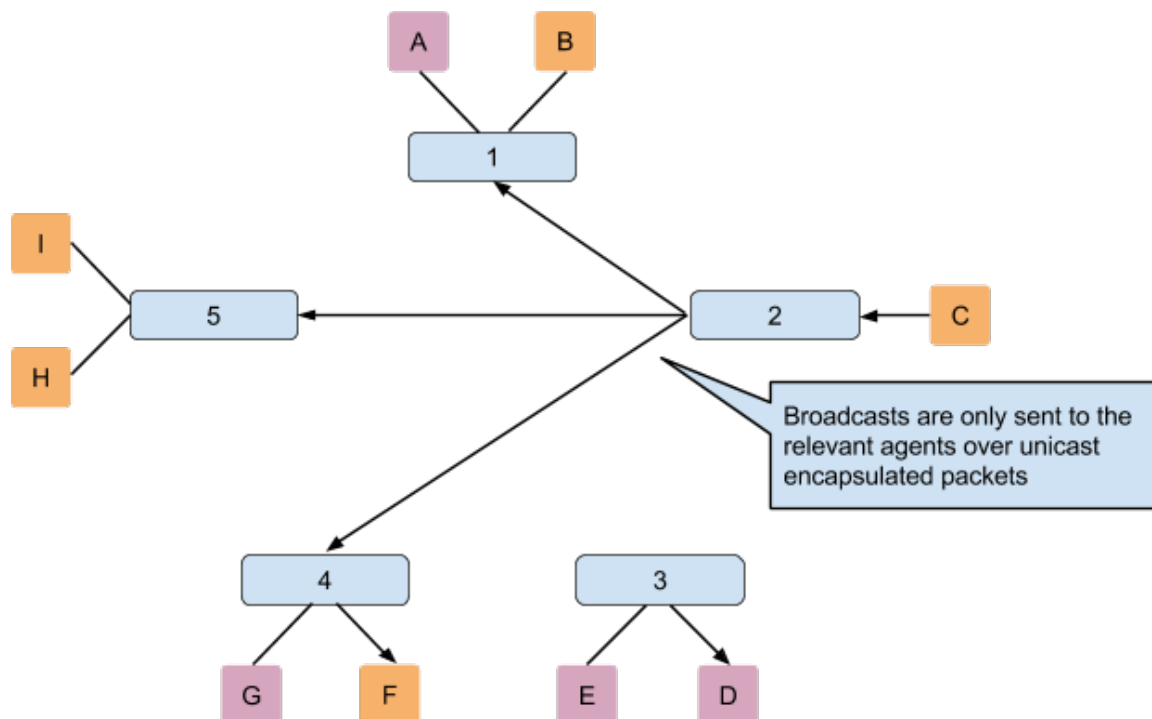 A
B
1
I
5
2
C
H
Broadcasts are only sent to the
relevant agents over unicast
encapsulated packets
4
3
G
F
E
D